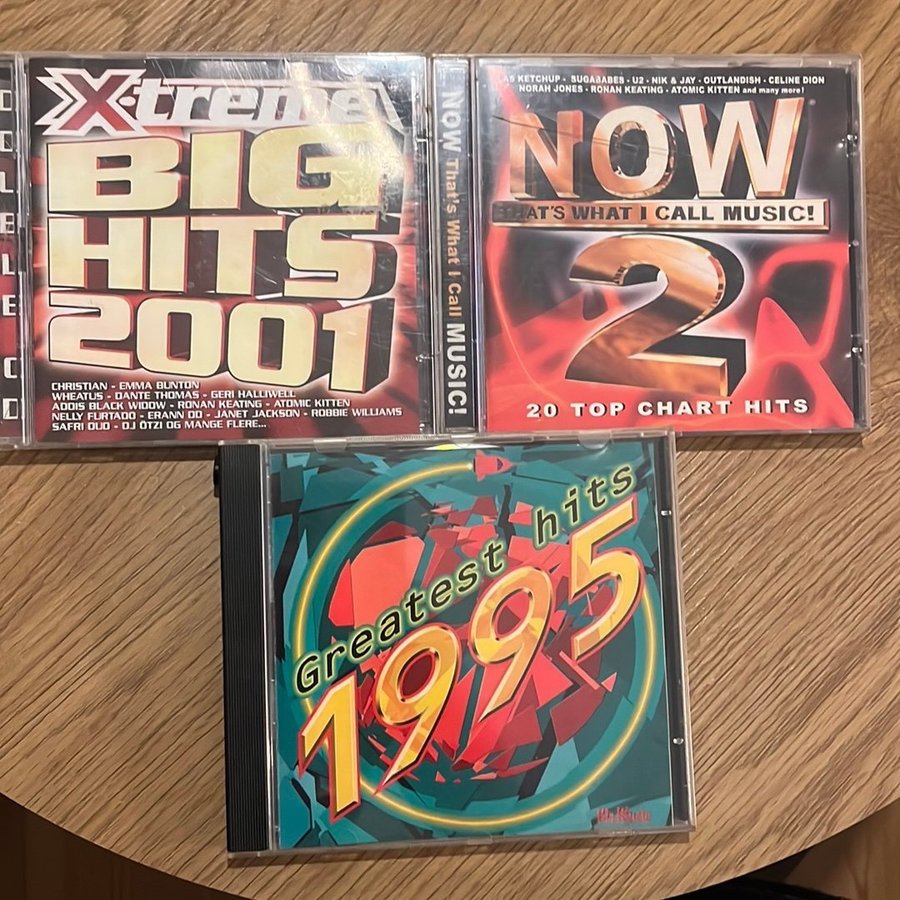 X-treme
BIG
HITS
2001
CHRISTIAN - EMMA BUNTON
WHEATUS - DANTE THOMAS - GERI HALLIWELL
ADDIS BLACK WIDOW - RONAN KEATING - ATOMIC KITTEN
NELLY FURTADO - ERANN DD - JANET JACKSON - ROBBIE WILLIAMS
SAFRI DUO - DJ ÖTZI OG MANGE FLERE...
NOW That's What I Call MUSIC!
LAS KETCHUP - SUGABABES - U2 - NIK & JAY - OUTLANDISH - CELINE DION
NORAH JONES - RONAN KEATING - ATOMIC KITTEN and many more!
NOW
THAT'S WHAT I CALL MUSIC!
2
20 TOP CHART HITS
Greatest hits
1995